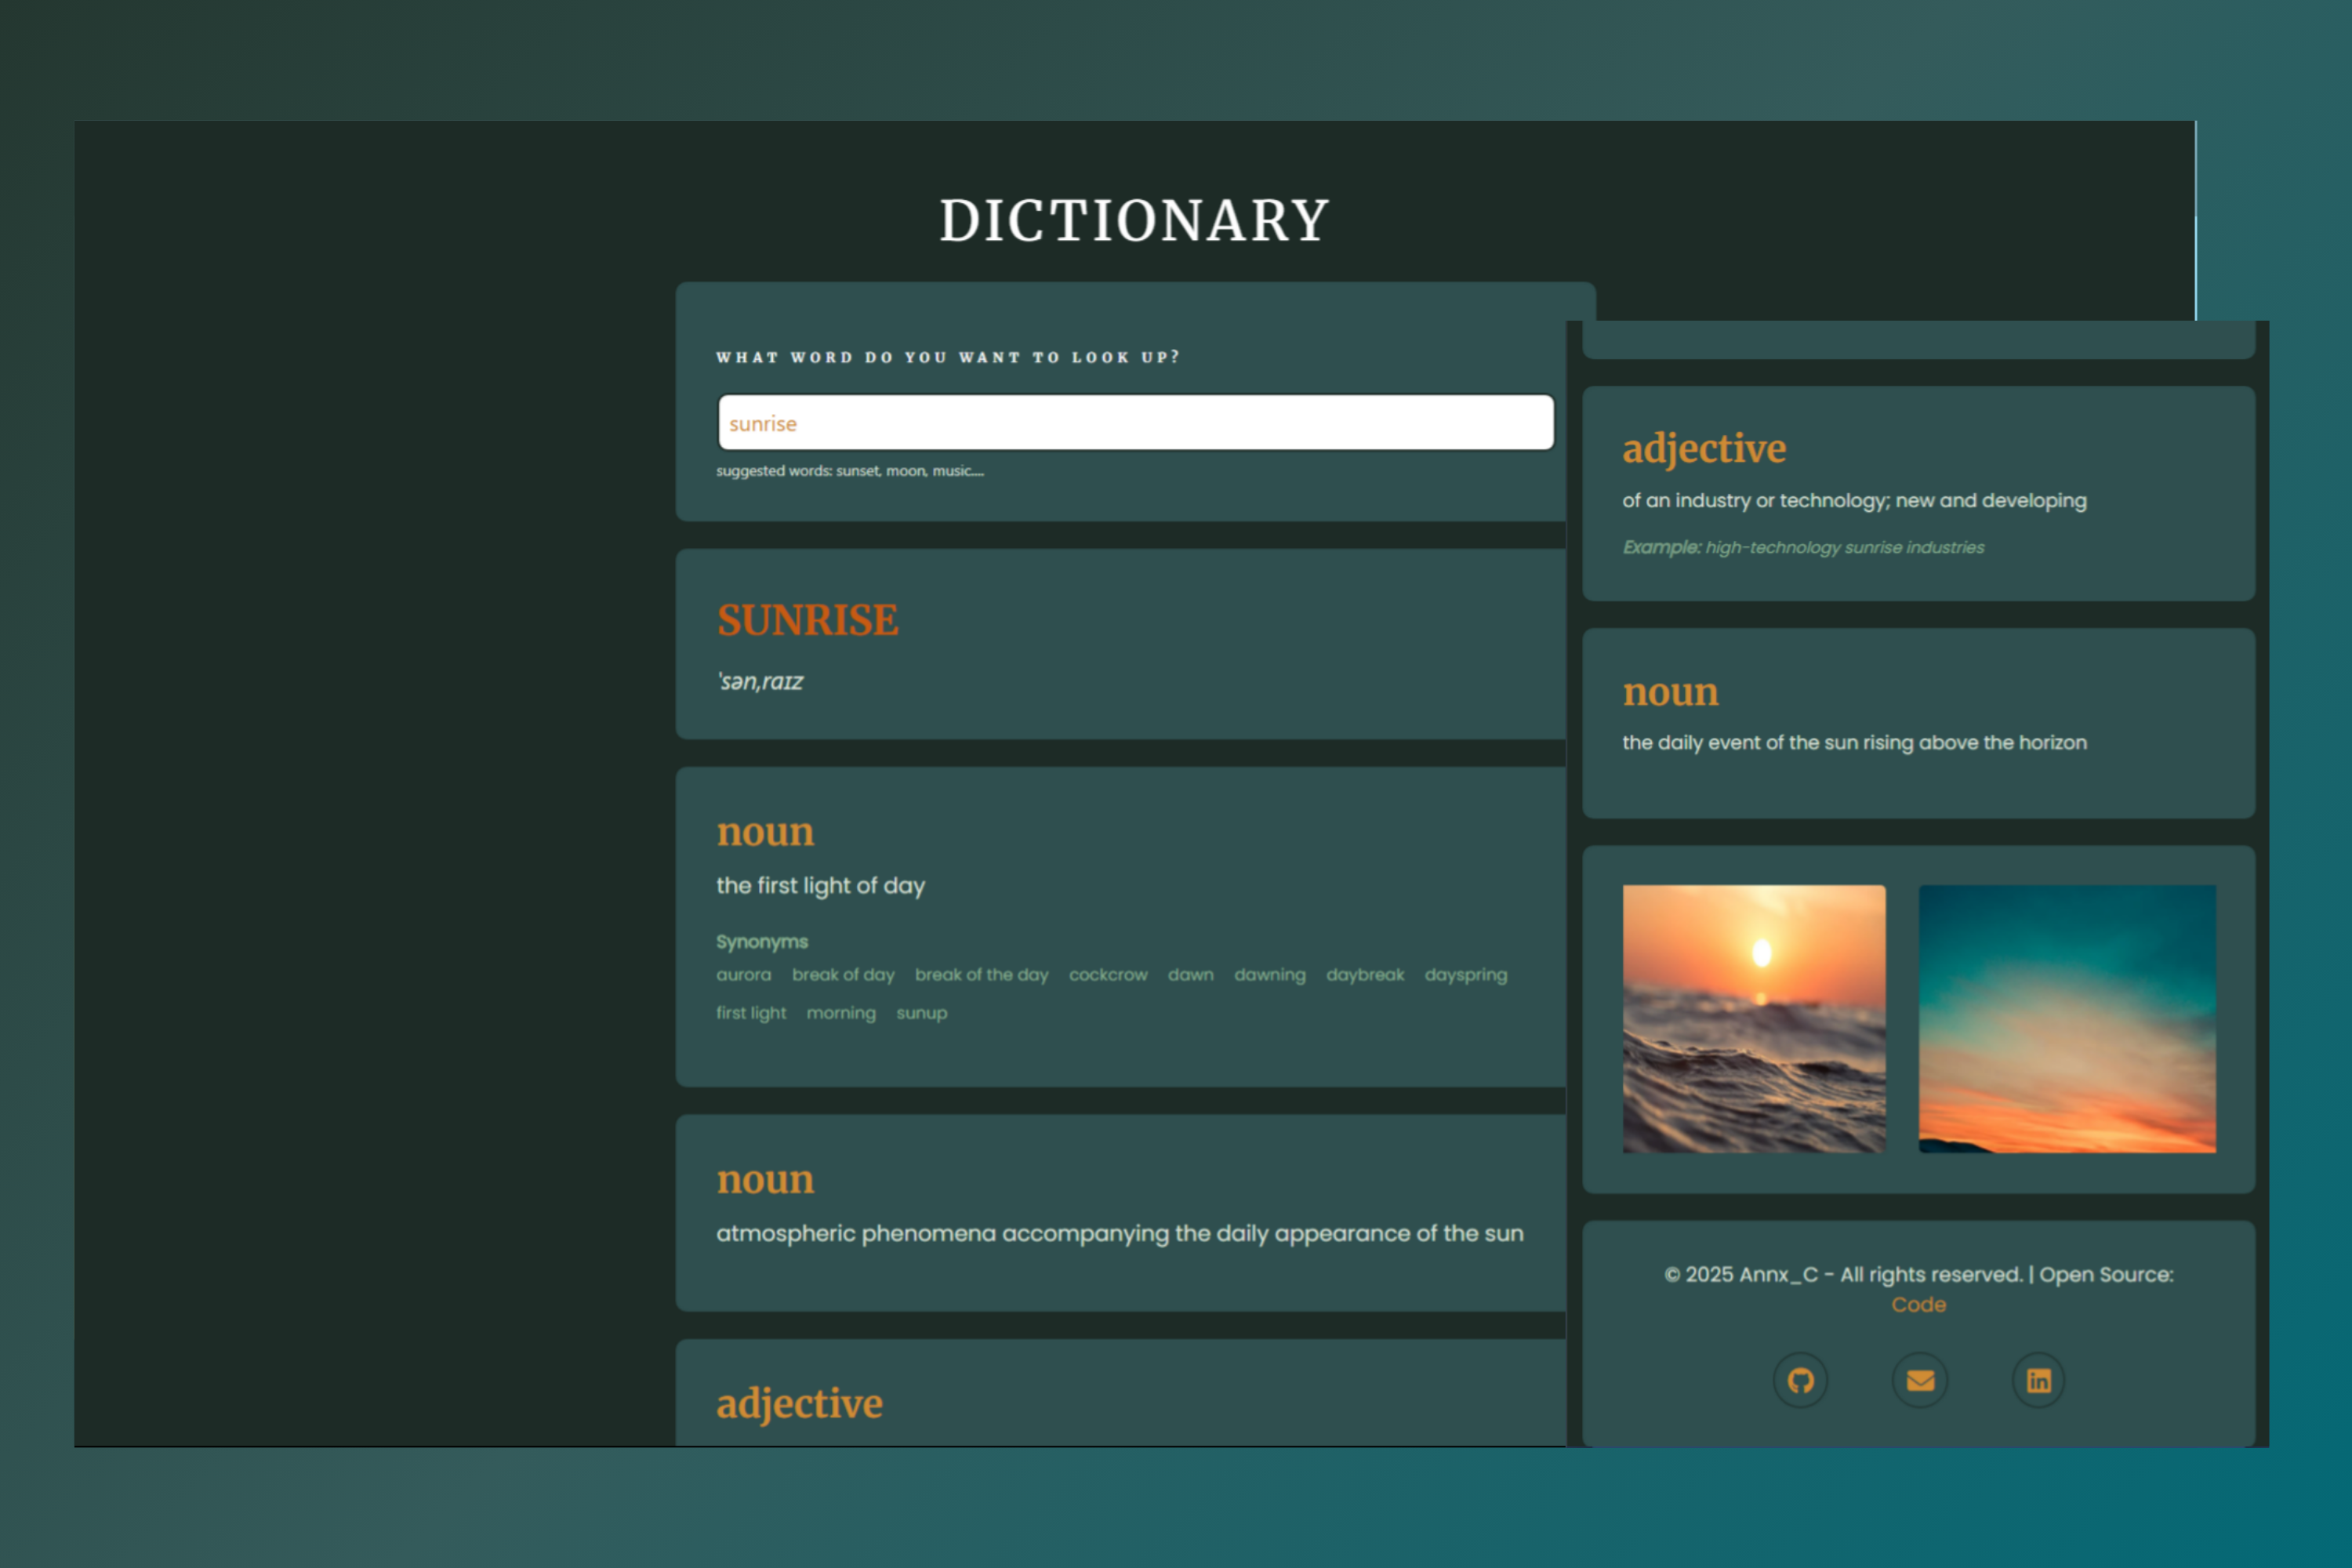 DICTIONARY
WHAT WORD DO YOU WANT TO LOOK UP?
sunrise
suggested words: sunset, moon, music....
SUNRISE
'sən,raɪz
noun
the first light of day
Synonyms
aurora break of day break of the day cockcrow dawn dawning daybreak dayspring
first light morning sunup
noun
atmospheric phenomena accompanying the daily appearance of the sun
adjective
adjective
of an industry or technology; new and developing
Example: high-technology sunrise industries
noun
the daily event of the sun rising above the horizon
© 2025 Annx_C - All rights reserved. | Open Source:
Code
in